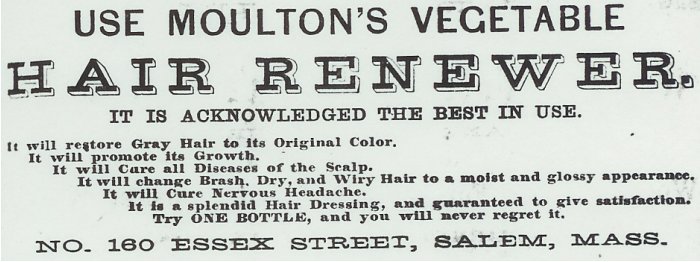 USE MOULTON'S VEGETABLE
HAIR RENEWER.
IT IS ACKNOWLEDGED THE BEST IN USE.
It will restore Gray Hair to its Original Color.
It will promote its Growth.
It will Cure all Diseases of the Scalp.
It will change Brash, Dry, and Wiry Hair to a moist and glossy appearance.
It will Cure Nervous Headache.
It is a splendid Hair Dressing, and guaranteed to give satisfaction.
Try ONE BOTTLE, and you will never regret it.
NO. 160 ESSEX STREET, SALEM, MASS.